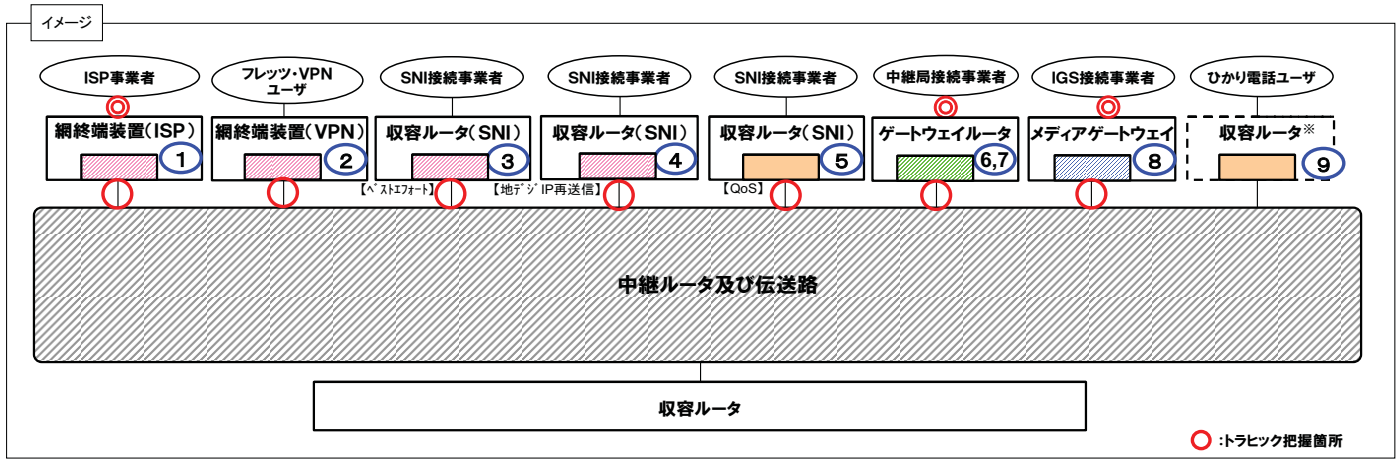 イメージ
ISP事業者
フレッツ・VPN
ユーザ
SNI接続事業者
SNI接続事業者
SNI接続事業者
中継局接続事業者
IGS接続事業者
ひかり電話ユーザ
網終端装置(ISP)
網終端装置(VPN)
収容ルータ(SNI)
収容ルータ(SNI)
収容ルータ(SNI)
ゲートウェイルータ
メディアゲートウェイ
収容ルータ※
1
2
3
4
5
6,7
8
9
【ベストエフォート】
【地デジIP再送信】
【QoS】
中継ルータ及び伝送路
収容ルータ
:トラヒック把握箇所